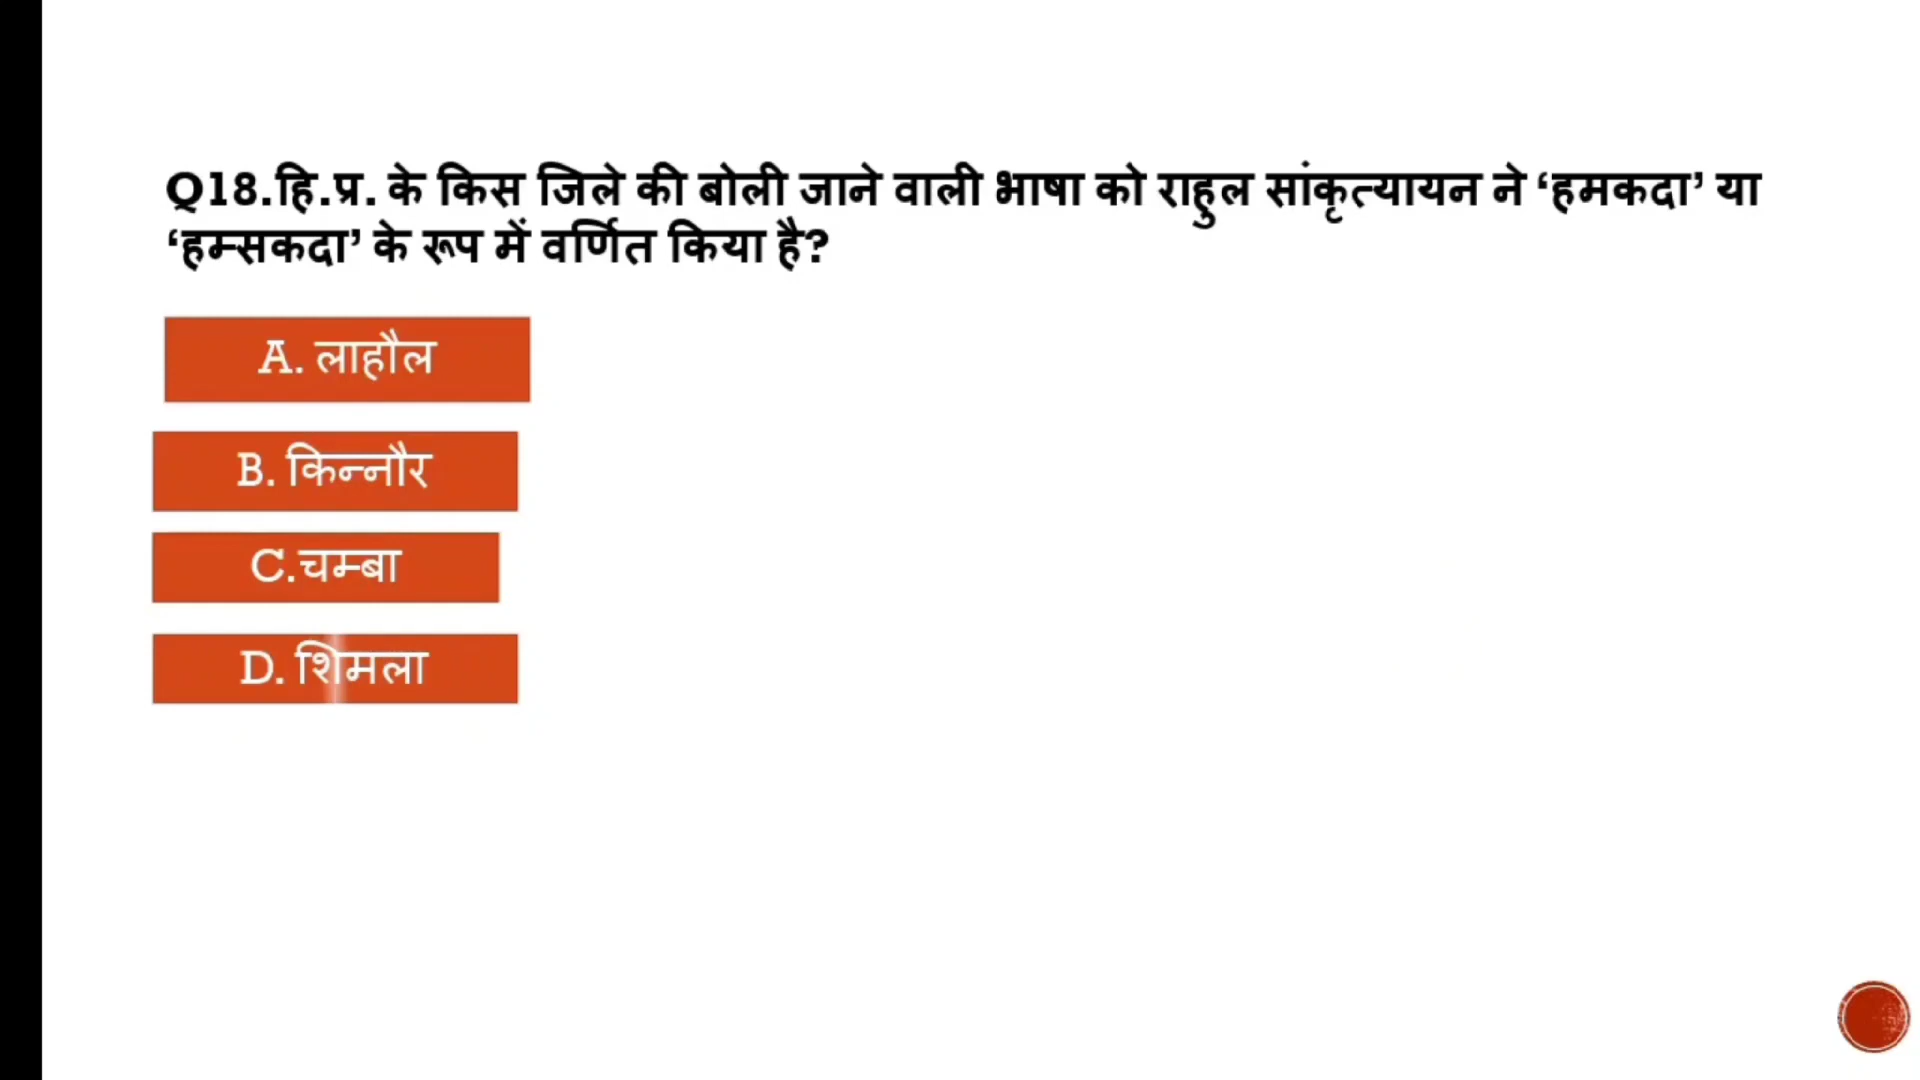 Q18.हि.प्र. के किस जिले की बोली जाने वाली भाषा को राहुल सांकृत्यायन ने ‘हमकदा’ या
‘हम्सकदा’ के रूप में वर्णित किया है?
A. लाहौल
B. किन्नौर
C.चम्बा
D. शिमला